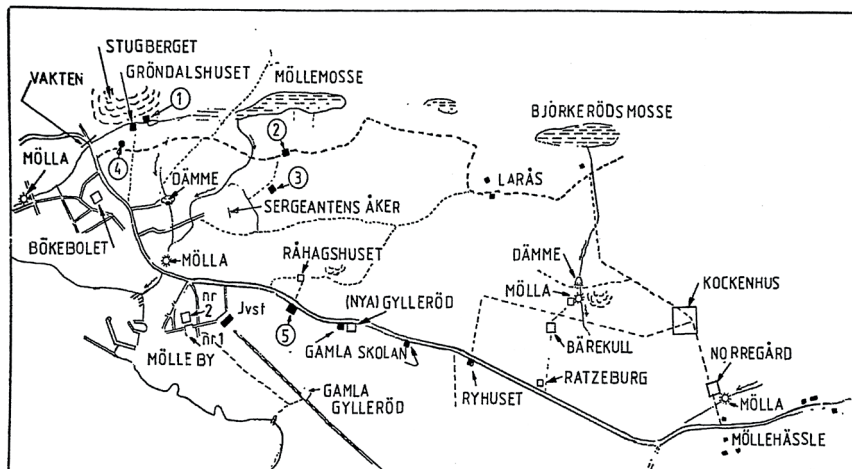 STUGBERGET
GRÖNDALSHUSET
MÖLLEMOSSE
VAKTEN
1
BJÖRKERÖDS MOSSE
2
4
MÖLLA
3
LARÅS
DÄMME
SERGEANTENS ÅKER
BÖKEBOLET
MÖLLA
RÅHAGSHUSET
DÄMME
KOCKENHUS
MÖLLA
nr
2
Jvst
(NYA) GYLLERÖD
nr1
5
MÖLLE BY
GAMLA SKOLAN
BÄREKULL
NORREGÅRD
RYHUSET
RATZEBURG
MÖLLA
GAMLA
GYLLERÖD
MÖLLEHÄSSLE